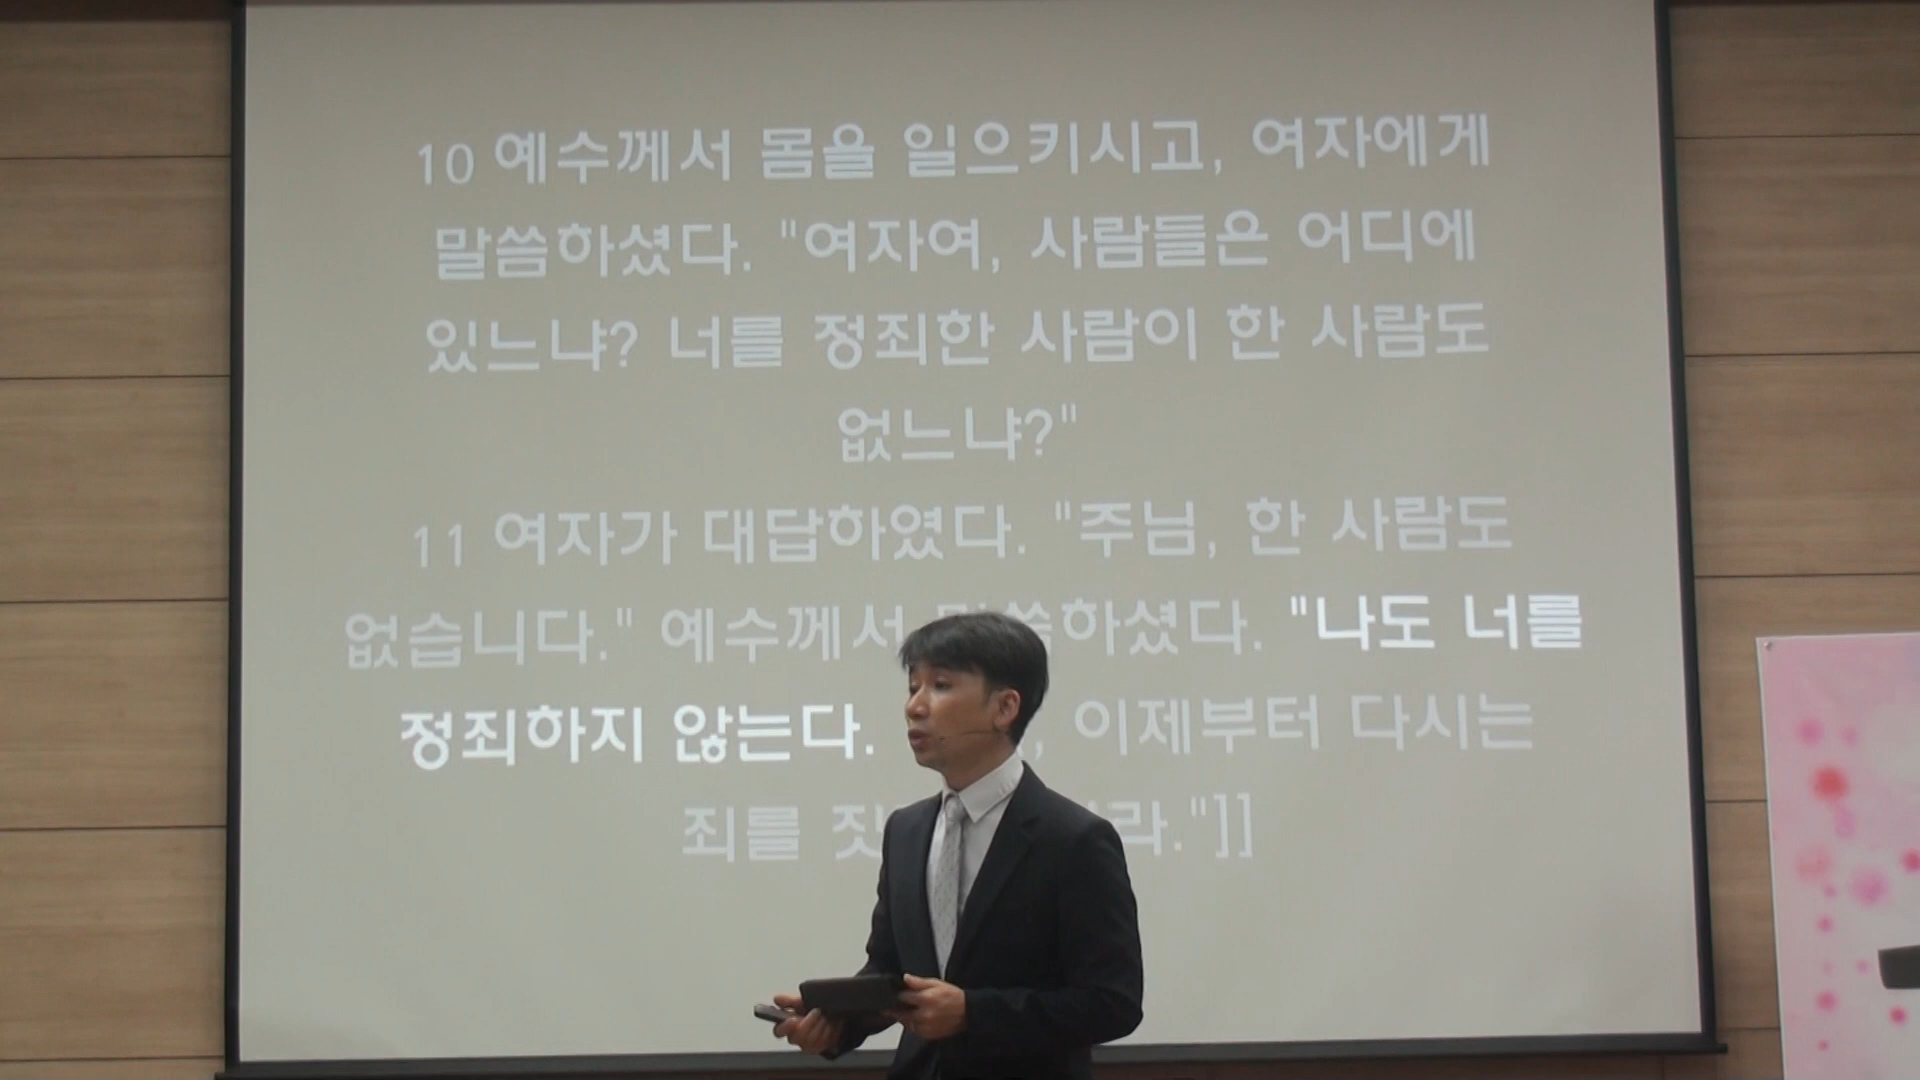 10 예수께서 몸을 일으키시고, 여자에게
말씀하셨다. "여자여, 사람들은 어디에
있느냐? 너를 정죄한 사람이 한 사람도
없느냐?"
11 여자가 대답하였다. "주님, 한 사람도
없습니다." 예수께서 말씀하셨다. "나도 너를
정죄하지 않는다. 이제부터 다시는
죄를 짓